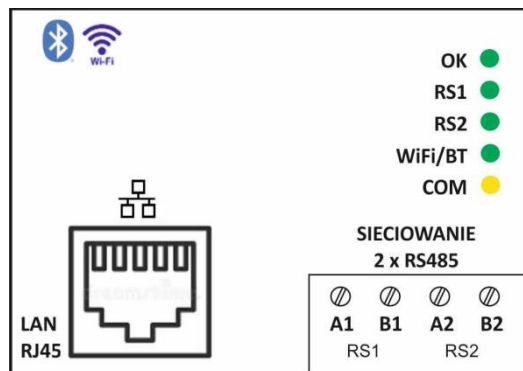 Wi-Fi
OK
RS1
RS2
WiFi/BT
COM
SIECIOWANIE
2 x RS485
A1 B1 A2 B2
RS1 RS2
LAN
RJ45
dreamstime